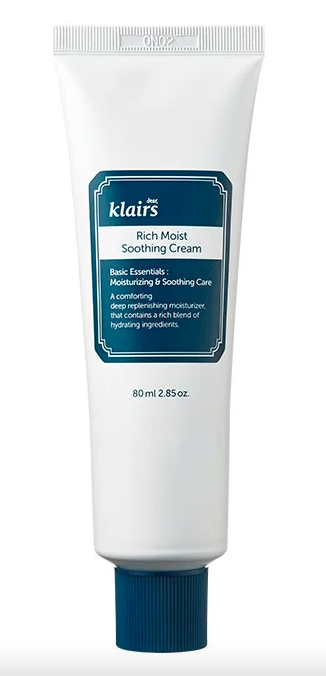 0N02
dear,
klairs
Rich Moist
Soothing Cream
Basic Essentials :
Moisturizing & Soothing Care
A comforting
deep replenishing moisturizer,
that contains a rich blend of
hydrating ingredients.
80 ml 2.85 oz.